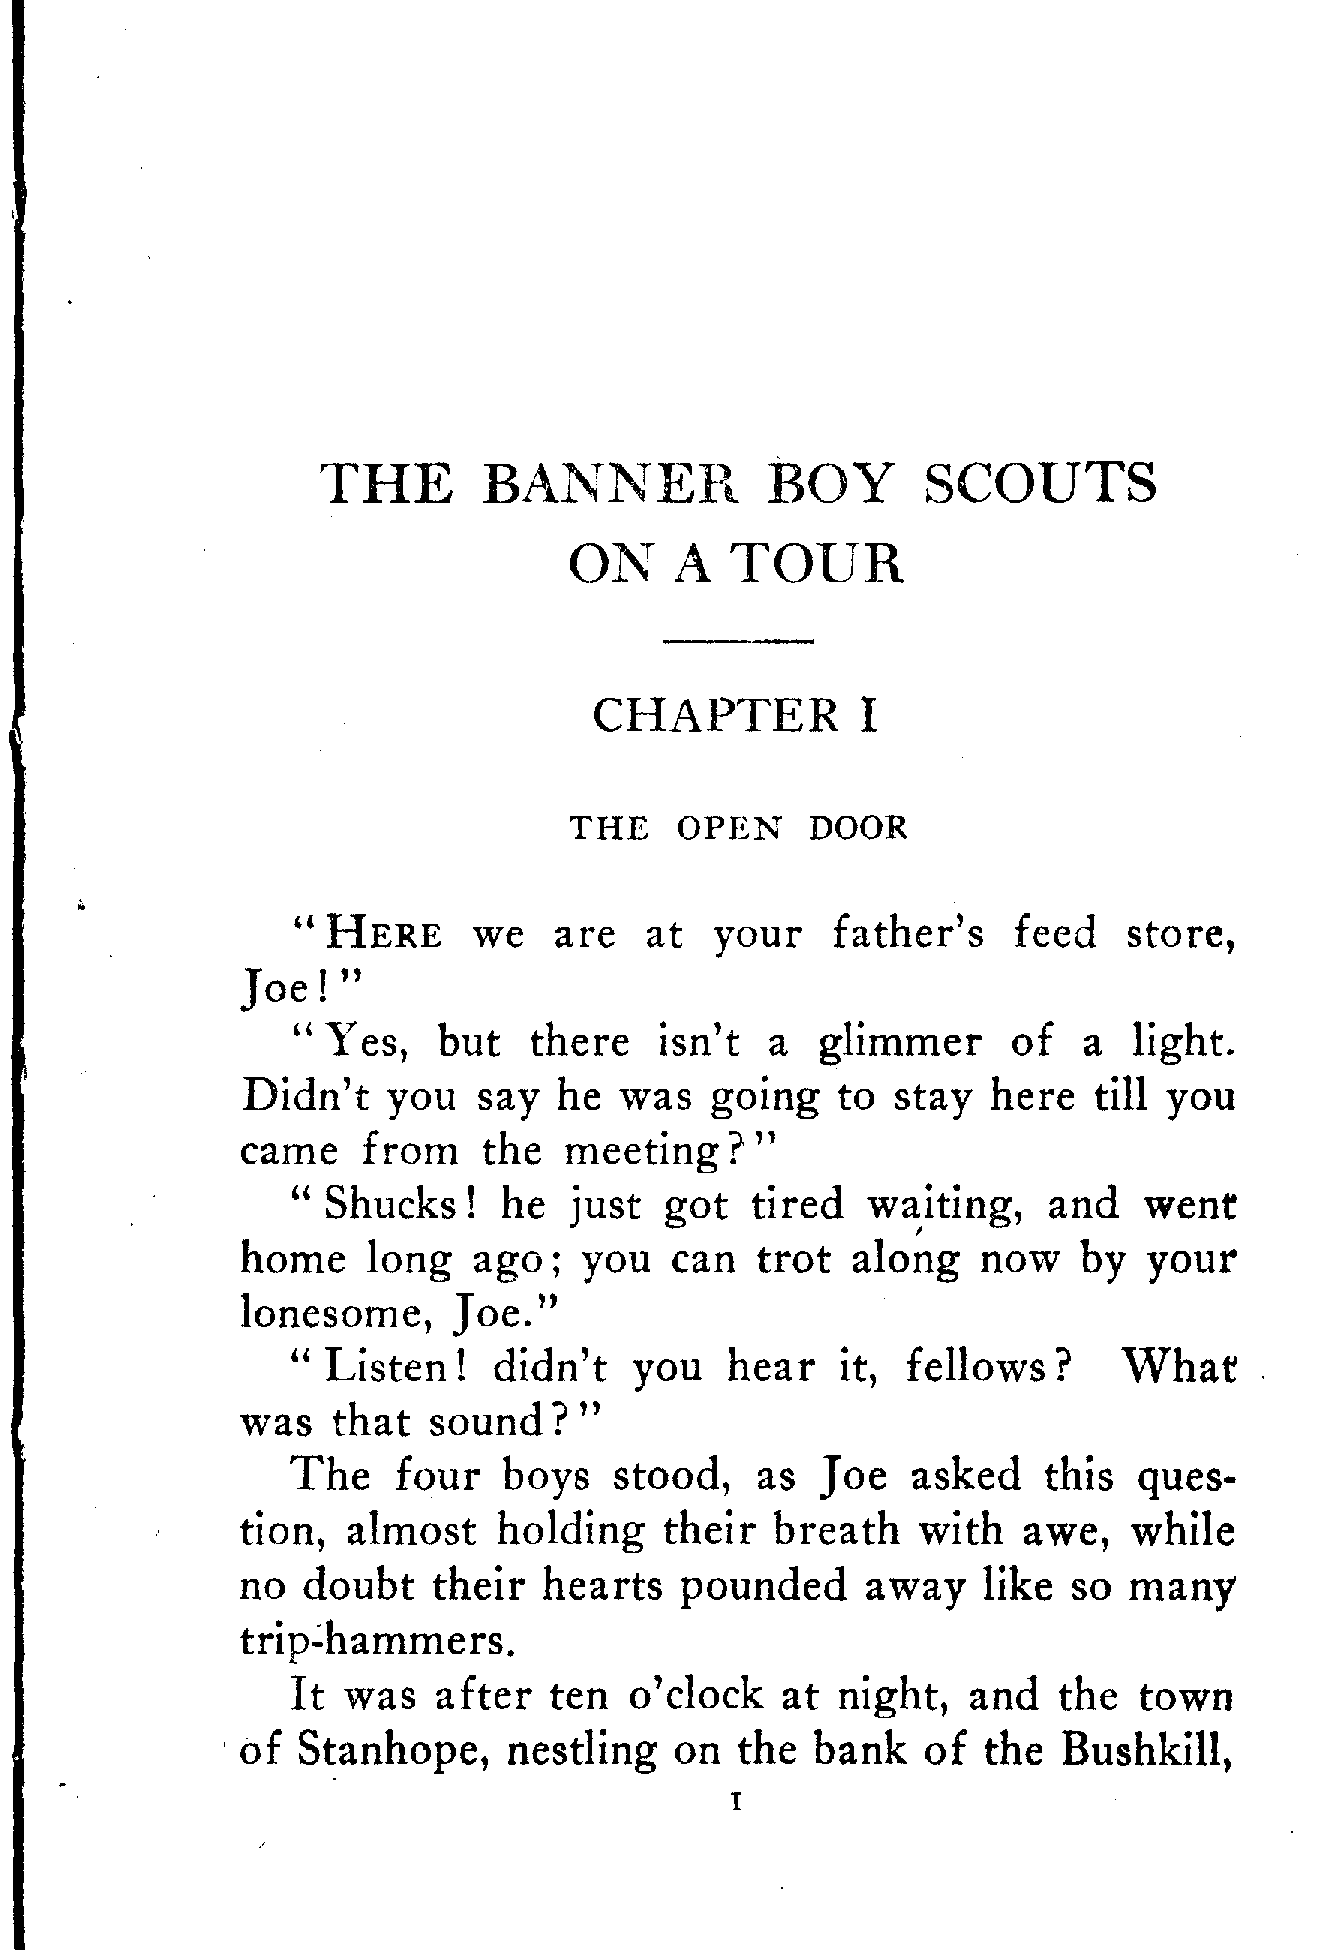 THE BANNER BOY SCOUTS
ON A TOUR
CHAPTER I
THE OPEN DOOR
“HERE we are at your father’s feed store,
Joe!”
“Yes, but there isn’t a glimmer of a light.
Didn’t you say he was going to stay here till you
came from the meeting?”
“Shucks! he just got tired waiting, and went
home long ago; you can trot along now by your
lonesome, Joe.”
“Listen! didn’t you hear it, fellows? What
was that sound?”
The four boys stood, as Joe asked this ques-
tion, almost holding their breath with awe, while
no doubt their hearts pounded away like so many
trip-hammers.
It was after ten o’clock at night, and the town
of Stanhope, nestling on the bank of the Bushkill,
1